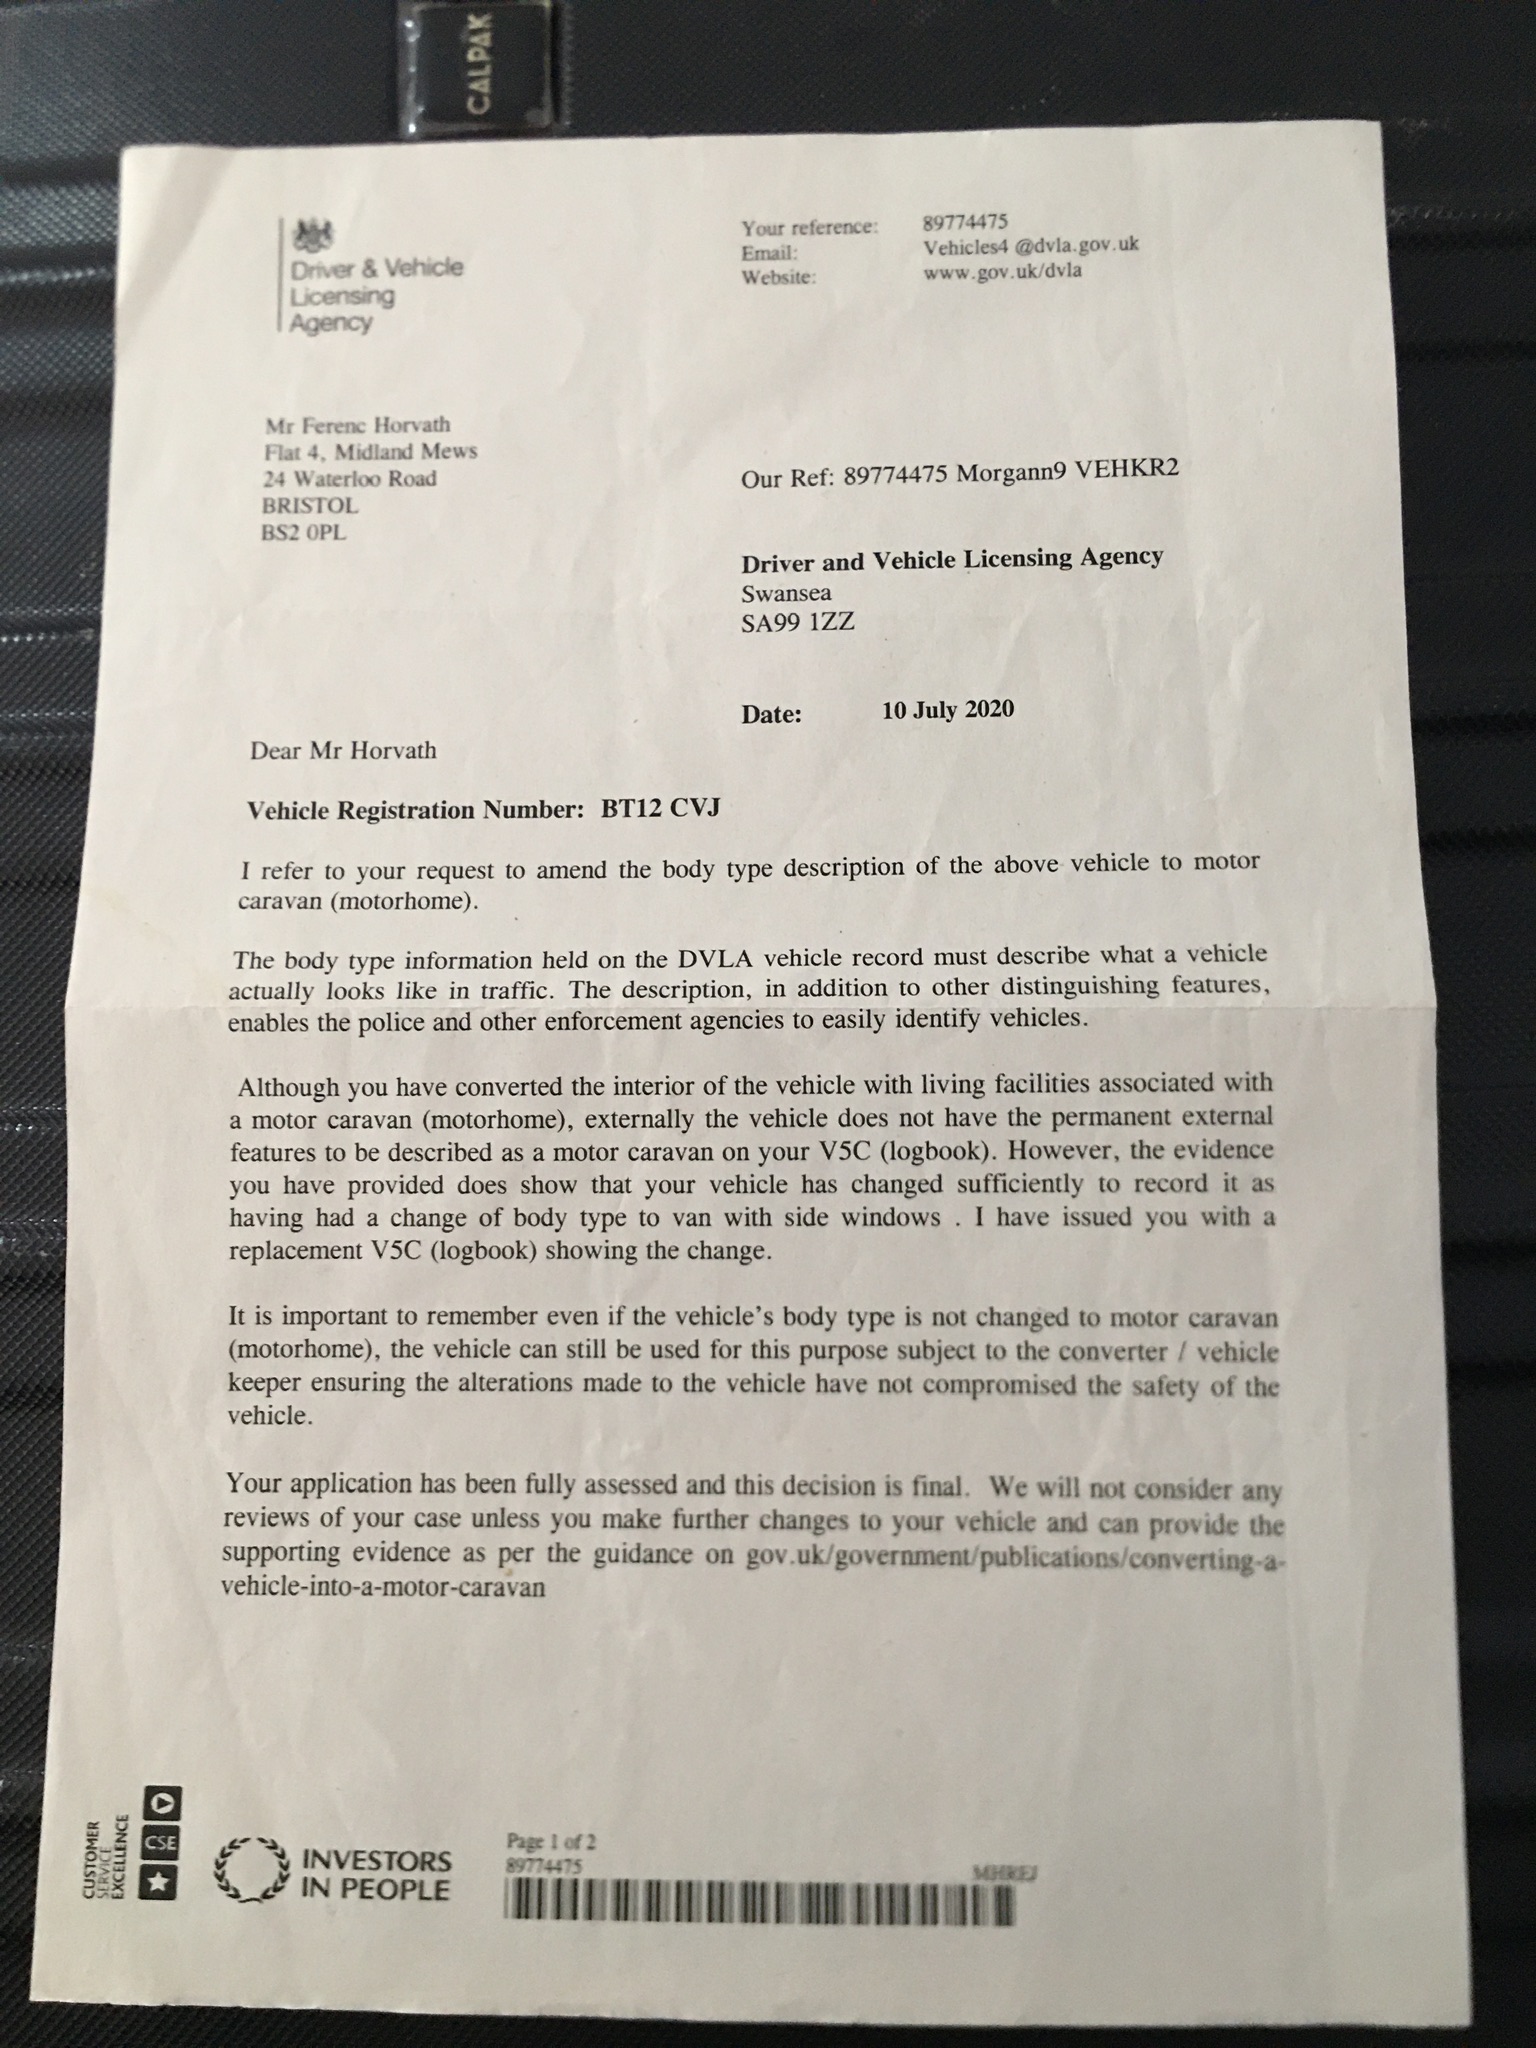 CALPAK
Driver & Vehicle
Licensing
Agency
Your reference: 89774475
Email: Vehicles4 @dvla.gov.uk
Website: www.gov.uk/dvla
Mr Ferenc Horvath
Flat 4, Midland Mews
24 Waterloo Road
BRISTOL
BS2 0PL
Our Ref: 89774475 Morgann9 VEHKR2
Driver and Vehicle Licensing Agency
Swansea
SA99 1ZZ
Date: 10 July 2020
Dear Mr Horvath
Vehicle Registration Number: BT12 CVJ
I refer to your request to amend the body type description of the above vehicle to motor
caravan (motorhome).
The body type information held on the DVLA vehicle record must describe what a vehicle
actually looks like in traffic. The description, in addition to other distinguishing features,
enables the police and other enforcement agencies to easily identify vehicles.
Although you have converted the interior of the vehicle with living facilities associated with
a motor caravan (motorhome), externally the vehicle does not have the permanent external
features to be described as a motor caravan on your V5C (logbook). However, the evidence
you have provided does show that your vehicle has changed sufficiently to record it as
having had a change of body type to van with side windows . I have issued you with a
replacement V5C (logbook) showing the change.
It is important to remember even if the vehicle's body type is not changed to motor caravan
(motorhome), the vehicle can still be used for this purpose subject to the converter / vehicle
keeper ensuring the alterations made to the vehicle have not compromised the safety of the
vehicle.
Your application has been fully assessed and this decision is final. We will not consider any
reviews of your case unless you make further changes to your vehicle and can provide the
supporting evidence as per the guidance on gov.uk/government/publications/converting-a-
vehicle-into-a-motor-caravan
CUSTOMER
SERVICE
EXCELLENCE
CSE
INVESTORS
IN PEOPLE
Page 1 of 2
89774475